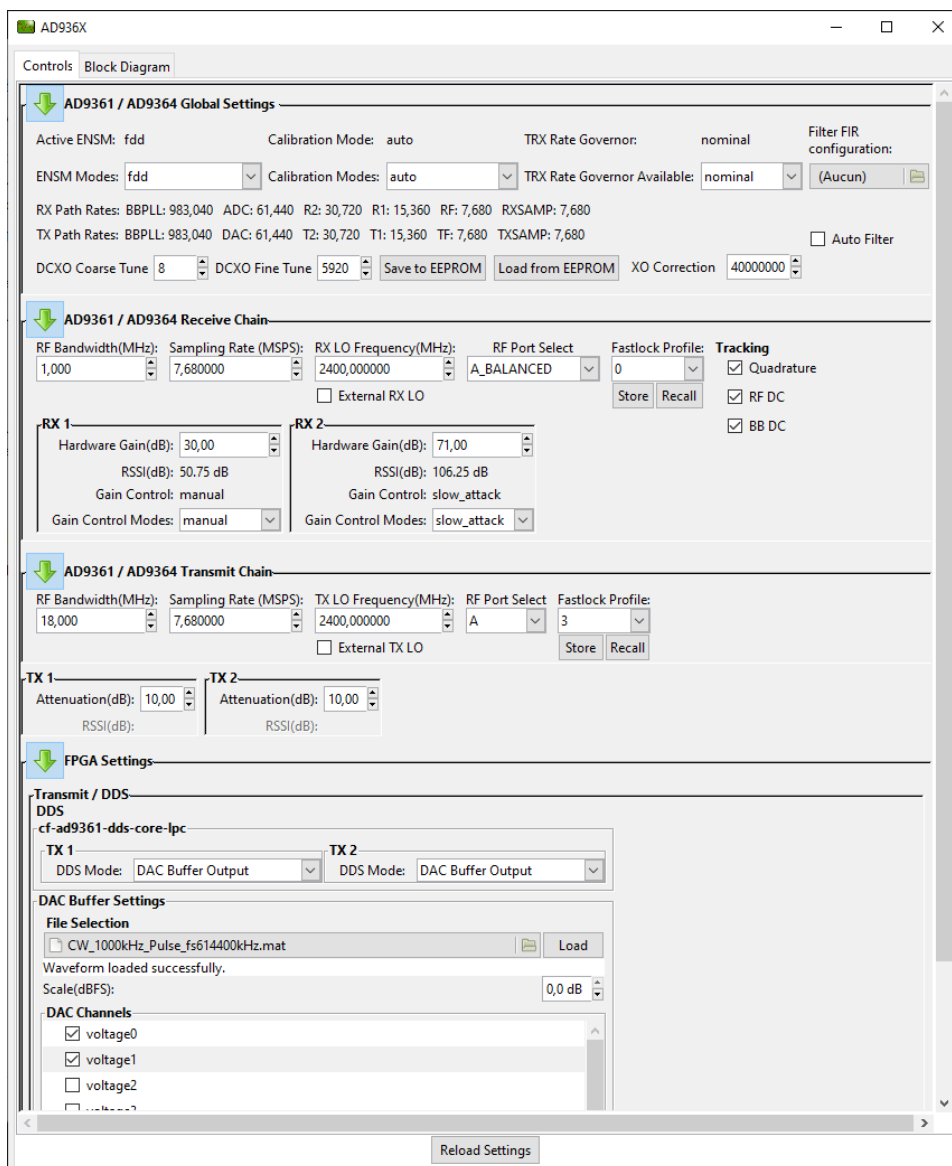 AD936X
Controls Block Diagram
AD9361 / AD9364 Global Settings
Active ENSM: fdd Calibration Mode: auto TRX Rate Governor: nominal Filter FIR configuration:
ENSM Modes: fdd Calibration Modes: auto TRX Rate Governor Available: nominal (Aucun)
RX Path Rates: BBPLL: 983,040 ADC: 61,440 R2: 30,720 R1: 15,360 RF: 7,680 RXSAMP: 7,680
TX Path Rates: BBPLL: 983,040 DAC: 61,440 T2: 30,720 T1: 15,360 TF: 7,680 TXSAMP: 7,680
Auto Filter
DCXO Coarse Tune 8 DCXO Fine Tune 5920 Save to EEPROM Load from EEPROM XO Correction 40000000
AD9361 / AD9364 Receive Chain
RF Bandwidth(MHz): Sampling Rate (MSPS): RX LO Frequency(MHz): RF Port Select Fastlock Profile: Tracking
1,000 7,680000 2400,000000 A_BALANCED 0 Quadrature
External RX LO Store Recall RF DC
BB DC
RX 1 RX 2
Hardware Gain(dB): 30,00 Hardware Gain(dB): 71,00
RSSI(dB): 50.75 dB RSSI(dB): 106.25 dB
Gain Control: manual Gain Control: slow_attack
Gain Control Modes: manual Gain Control Modes: slow_attack
AD9361 / AD9364 Transmit Chain
RF Bandwidth(MHz): Sampling Rate (MSPS): TX LO Frequency(MHz): RF Port Select Fastlock Profile:
18,000 7,680000 2400,000000 A 3
External TX LO Store Recall
TX 1 TX 2
Attenuation(dB): 10,00 Attenuation(dB): 10,00
RSSI(dB): RSSI(dB):
FPGA Settings
Transmit / DDS
DDS
cf-ad9361-dds-core-lpc
TX 1 TX 2
DDS Mode: DAC Buffer Output DDS Mode: DAC Buffer Output
DAC Buffer Settings
File Selection
CW_1000kHz_Pulse_fs614400kHz.mat Load
Waveform loaded successfully.
Scale(dBFS): 0,0 dB
DAC Channels
voltage0
voltage1
voltage2
Reload Settings